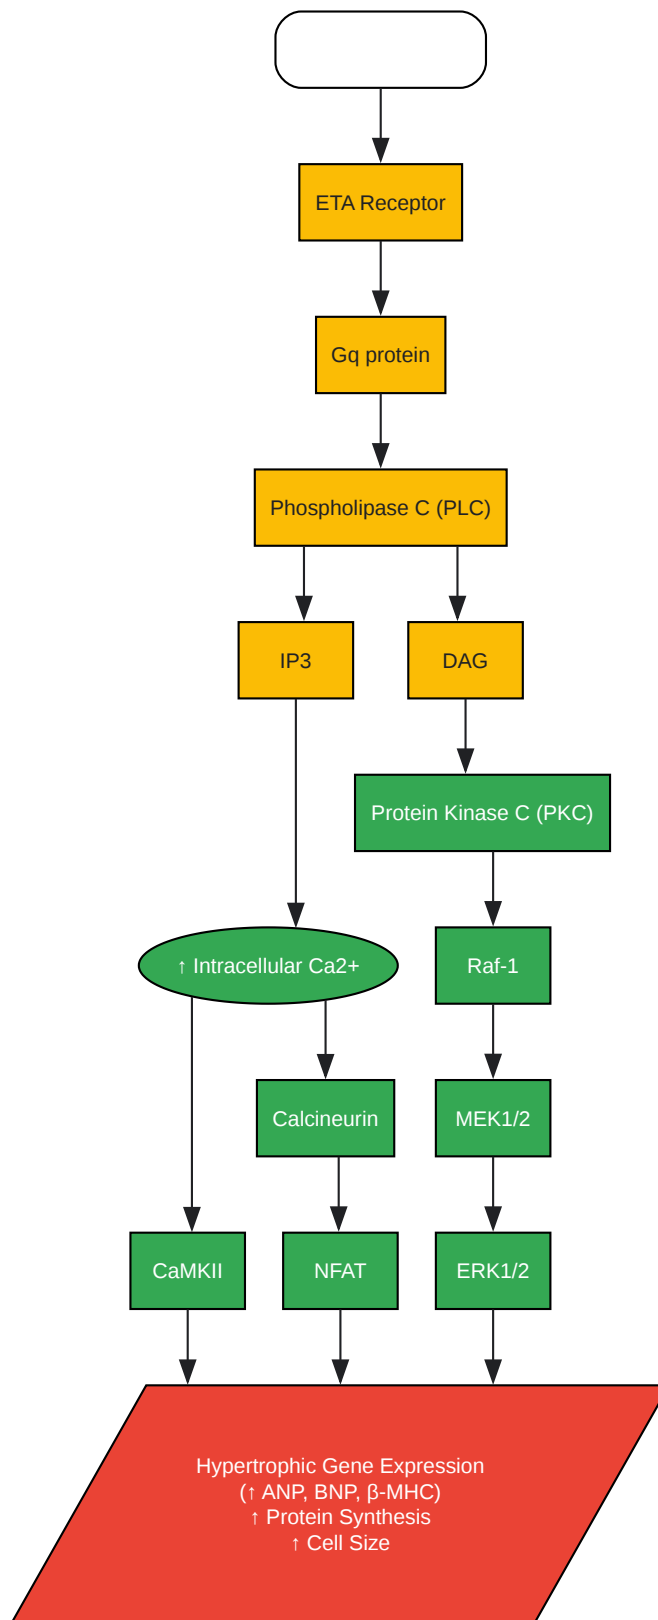 ETA Receptor
Gq protein
Phospholipase C (PLC)
IP3
DAG
Protein Kinase C (PKC)
↑ Intracellular Ca2+
Raf-1
Calcineurin
MEK1/2
CaMKII
NFAT
ERK1/2
Hypertrophic Gene Expression
(↑ ANP, BNP, β-MHC)
↑ Protein Synthesis
↑ Cell Size